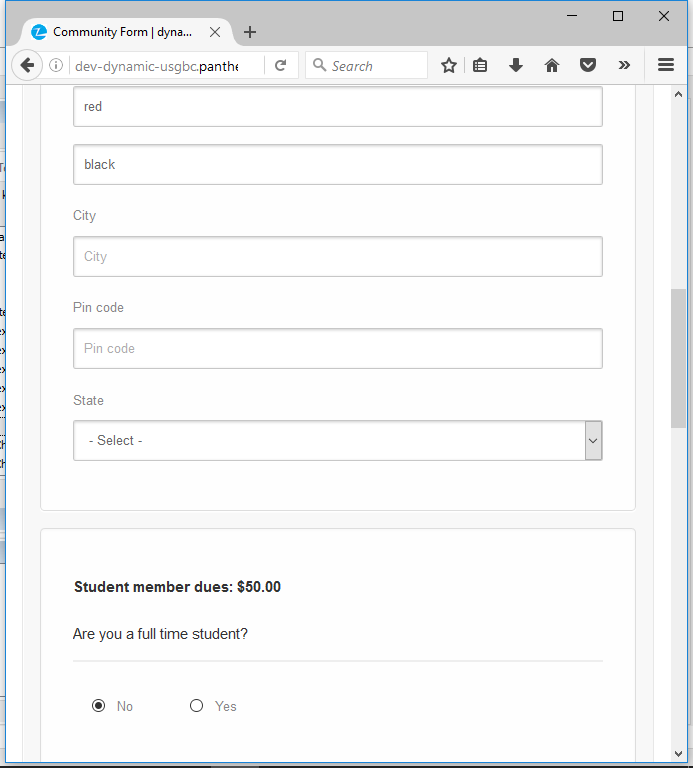 Community Form | dyna...
dev-dynamic-usgbc.panthe
Search
red
black
City
City
Pin code
Pin code
State
- Select -
Student member dues: $50.00
Are you a full time student?
No Yes